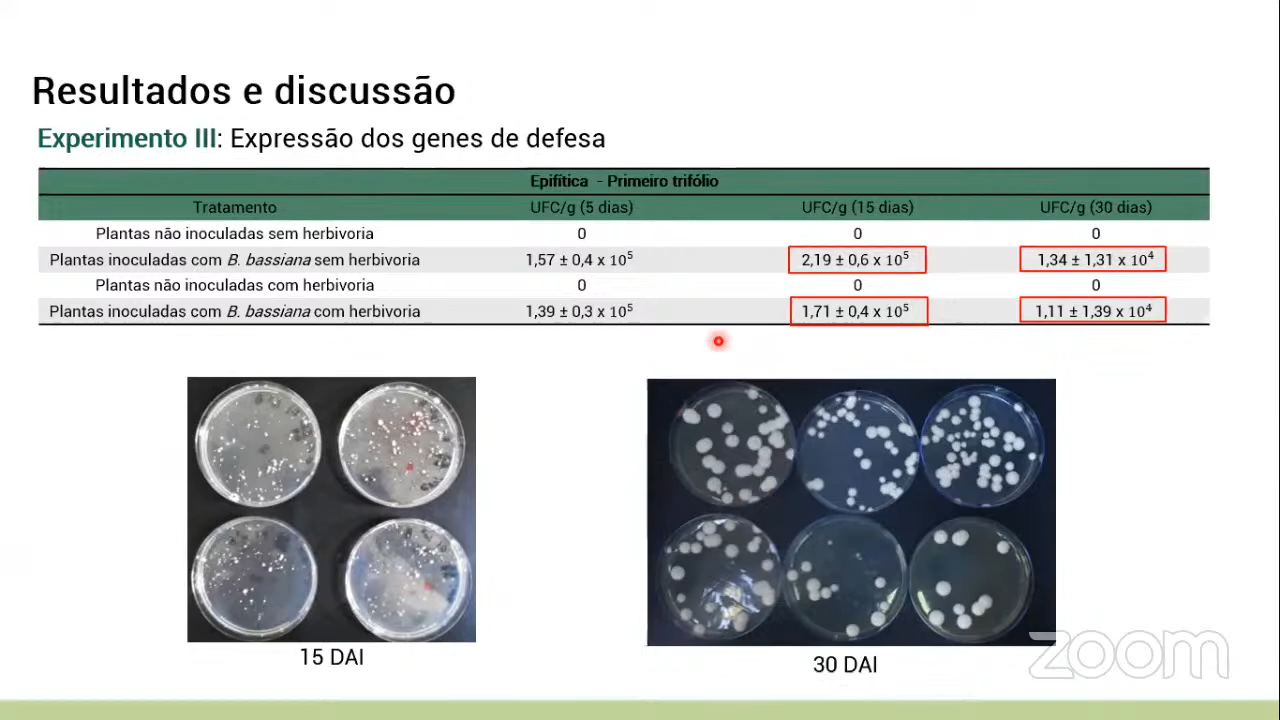 Resultados e discussão
Experimento III: Expressão dos genes de defesa
Epifítica - Primeiro trifólio
Tratamento UFC/g (5 dias) UFC/g (15 dias) UFC/g (30 dias)
Plantas não inoculadas sem herbivoria 0 0 0
Plantas inoculadas com B. bassiana sem herbivoria 1,57 ± 0,4 x 10⁵ 2,19 ± 0,6 x 10⁵ 1,34 ± 1,31 x 10⁴
Plantas não inoculadas com herbivoria 0 0 0
Plantas inoculadas com B. bassiana com herbivoria 1,39 ± 0,3 x 10⁵ 1,71 ± 0,4 x 10⁵ 1,11 ± 1,39 x 10⁴
15 DAI
30 DAI
zoom